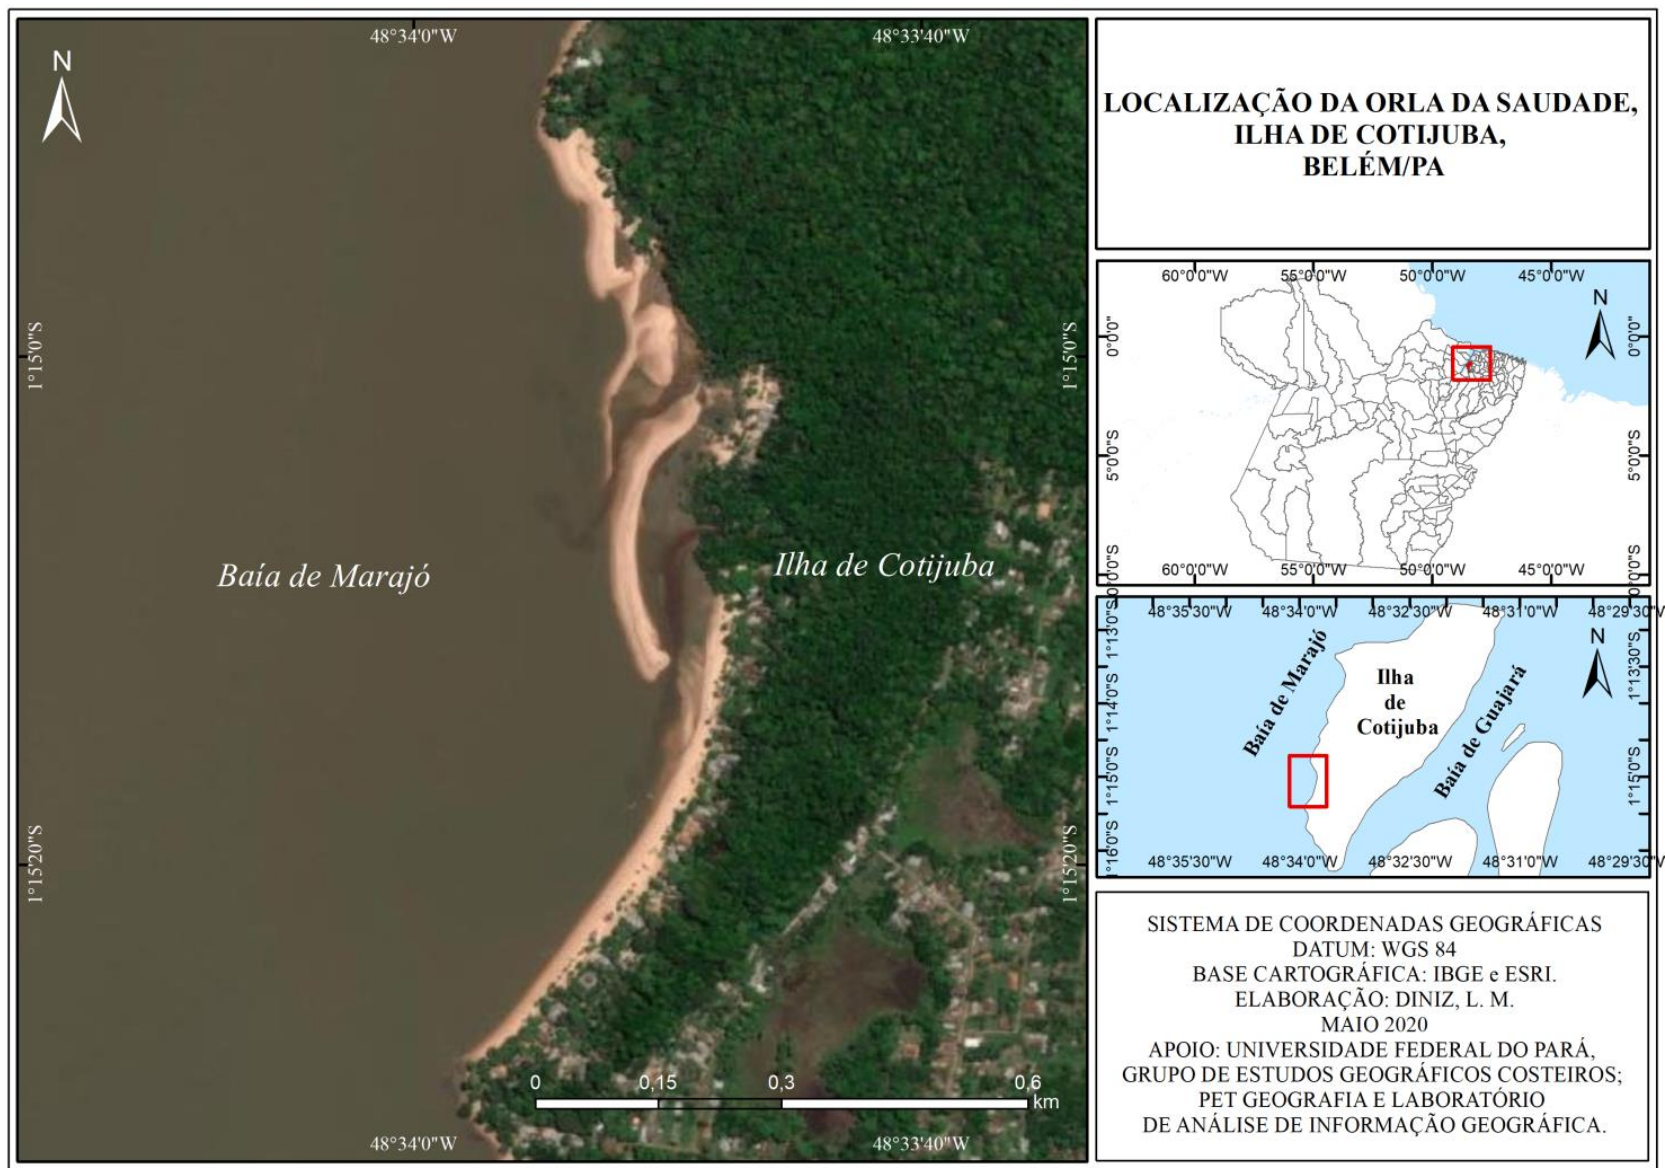 48°34'0"W
48°33'40"W
N
1°15'0"S
1°15'0"S
Baía de Marajó
Ilha de Cotijuba
1°15'20"S
1°15'20"S
0
0,15
0,3
0,6
km
48°34'0"W
48°33'40"W
LOCALIZAÇÃO DA ORLA DA SAUDADE,
ILHA DE COTIJUBA,
BELÉM/PA
60°0'0"W
55°0'0"W
50°0'0"W
45°0'0"W
N
0°0'0"
0°0'0"
5°0'0"S
5°0'0"S
60°0'0"W
55°0'0"W
50°0'0"W
45°0'0"W
48°35'30"W
48°34'0"W
48°32'30"W
48°31'0"W
48°29'30"W
N
1°13'0"S
1°13'30"S
Baía de Marajó
Ilha
de
Cotijuba
Baía de Guajará
1°14'0"S
1°15'0"S
1°15'0"S
1°16'0"S
48°35'30"W
48°34'0"W
48°32'30"W
48°31'0"W
48°29'30"W
SISTEMA DE COORDENADAS GEOGRÁFICAS
DATUM: WGS 84
BASE CARTOGRÁFICA: IBGE e ESRI.
ELABORAÇÃO: DINIZ, L. M.
MAIO 2020
APOIO: UNIVERSIDADE FEDERAL DO PARÁ,
GRUPO DE ESTUDOS GEOGRÁFICOS COSTEIROS;
PET GEOGRAFIA E LABORATÓRIO
DE ANÁLISE DE INFORMAÇÃO GEOGRÁFICA.